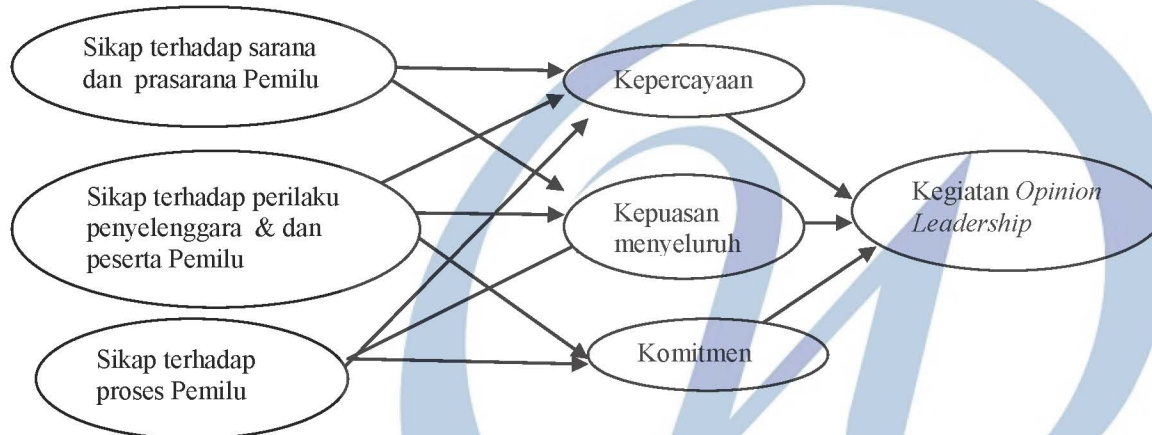 Sikap terhadap sarana
dan prasarana Pemilu
Sikap terhadap perilaku
penyelenggara & dan
peserta Pemilu
Sikap terhadap
proses Pemilu
Kepercayaan
Kepuasan
menyeluruh
Komitmen
Kegiatan Opinion
Leadership